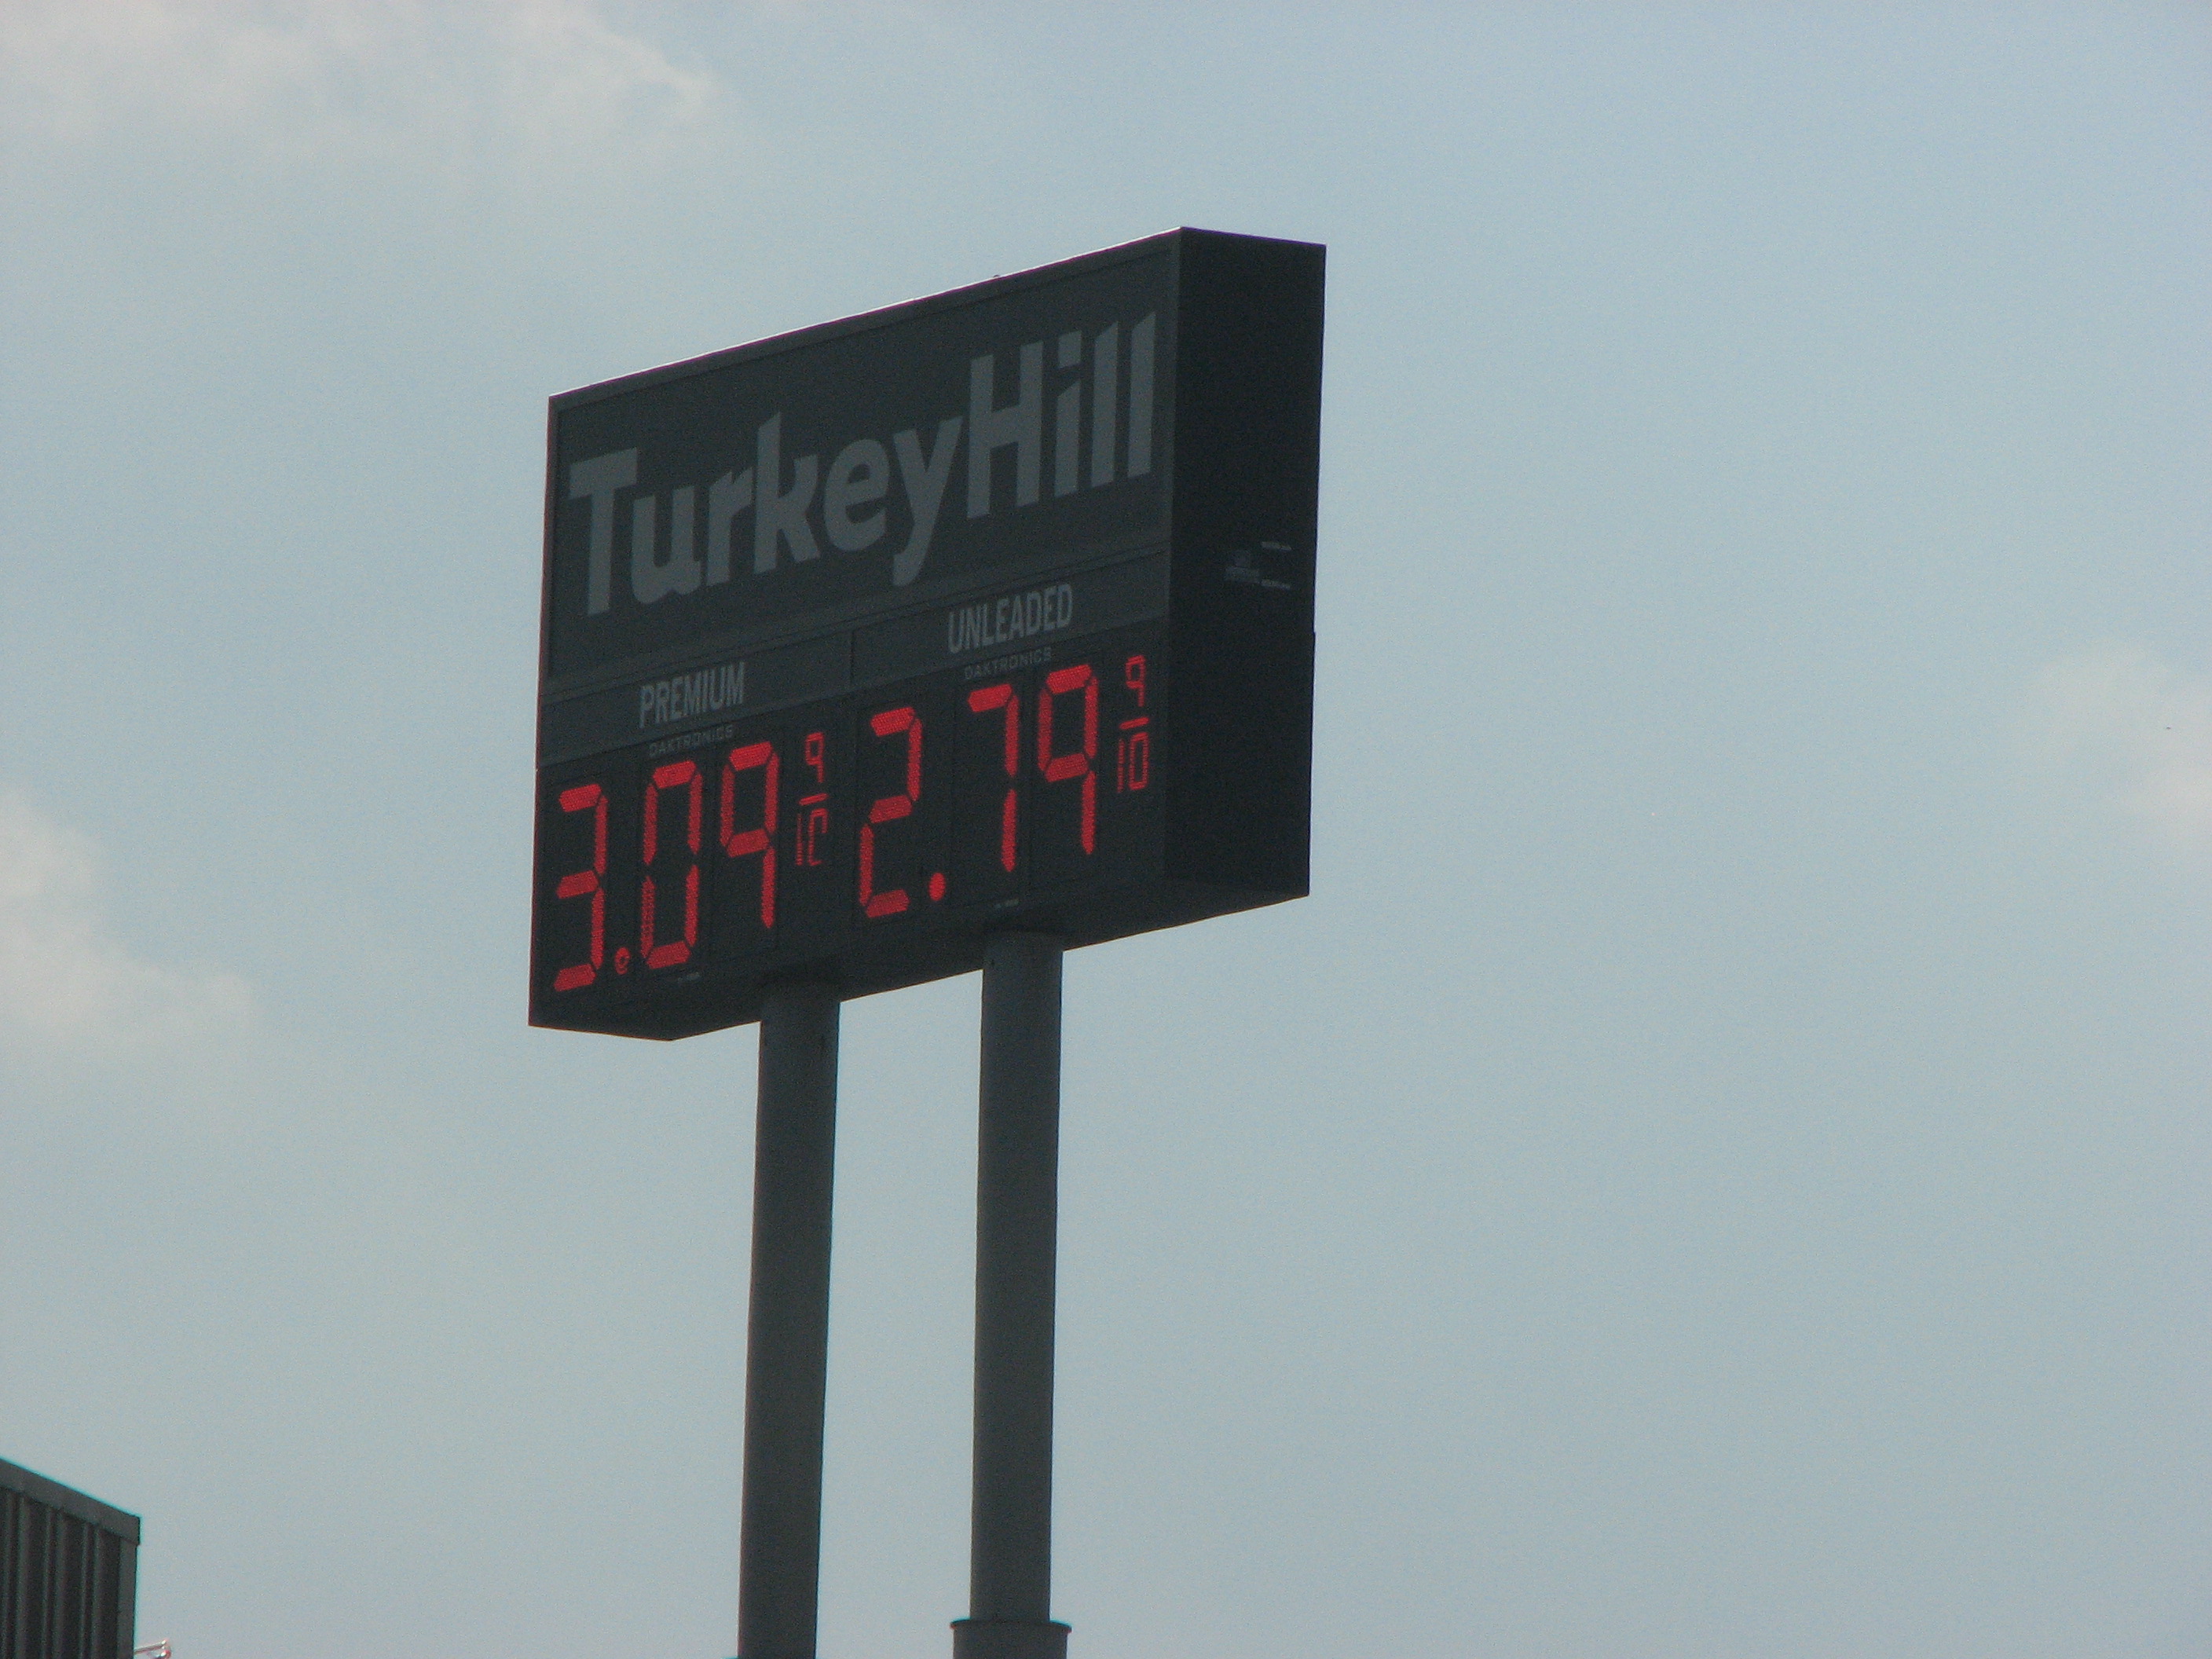 TurkeyHill
PREMIUM UNLEADED
DAKTRONICS DAKTRONICS
3.09 9/10 2.79 9/10